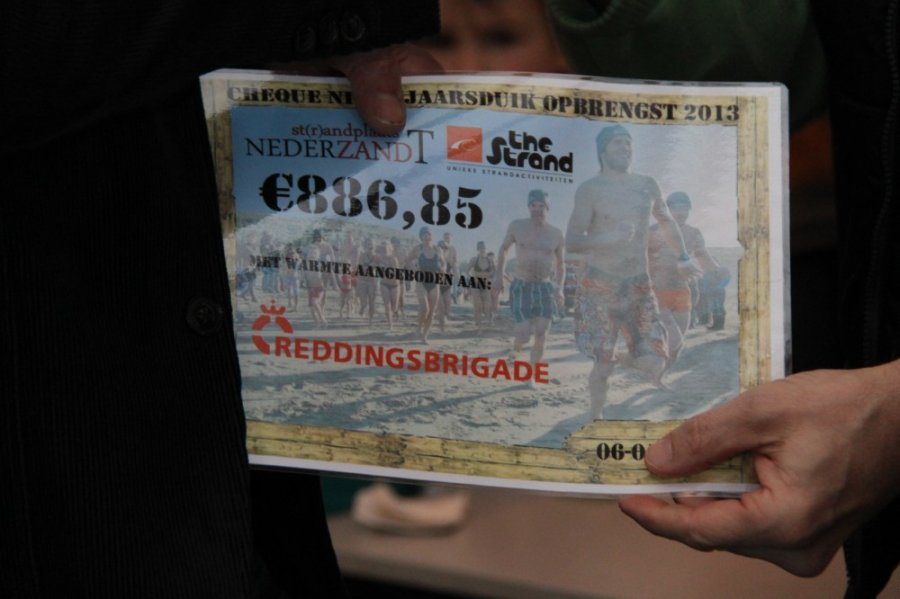 CHEQUE NI JAARSDUIK OPBRENGST 2013
st(r)andplaats
NEDERZANDT
the Strand
UNIEKE STRANDACTIVITEITEN
€886,85
MET WARMTE AANGEBODEN AAN:
REDDINGSBRIGADE
06-0